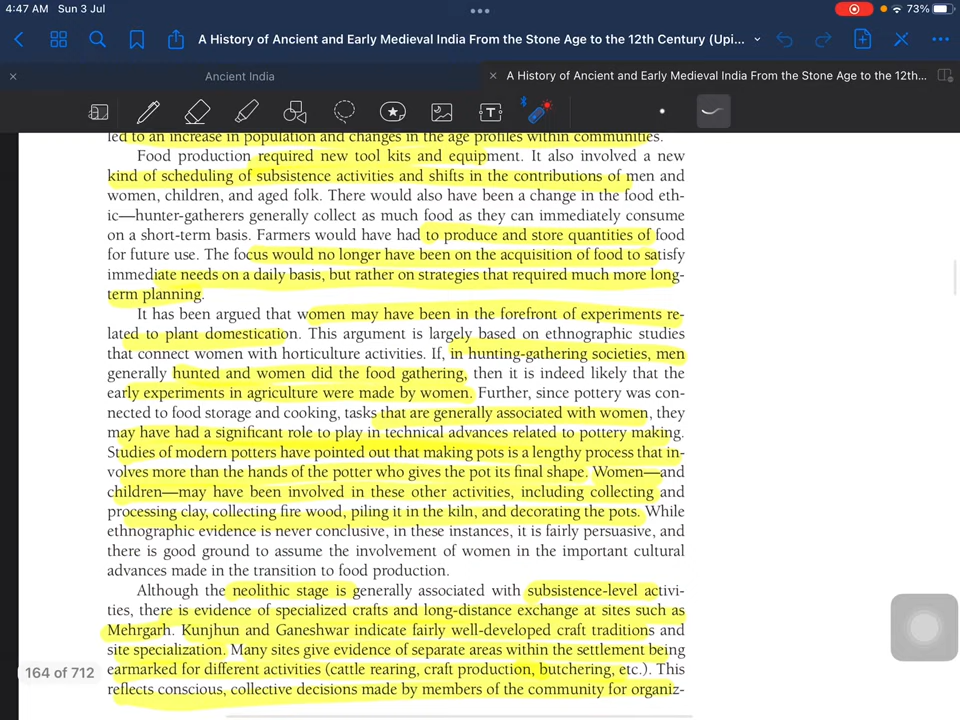 4:47 AM Sun 3 Jul
73%
A History of Ancient and Early Medieval India From the Stone Age to the 12th Century (Upi...
Ancient India
A History of Ancient and Early Medieval India From the Stone Age to the 12th...
led to an increase in population and changes in the age profiles within communities.
Food production required new tool kits and equipment. It also involved a new
kind of scheduling of subsistence activities and shifts in the contributions of men and
women, children, and aged folk. There would also have been a change in the food eth-
ic—hunter-gatherers generally collect as much food as they can immediately consume
on a short-term basis. Farmers would have had to produce and store quantities of food
for future use. The focus would no longer have been on the acquisition of food to satisfy
immediate needs on a daily basis, but rather on strategies that required much more long-
term planning.
It has been argued that women may have been in the forefront of experiments re-
lated to plant domestication. This argument is largely based on ethnographic studies
that connect women with horticulture activities. If, in hunting-gathering societies, men
generally hunted and women did the food gathering, then it is indeed likely that the
early experiments in agriculture were made by women. Further, since pottery was con-
nected to food storage and cooking, tasks that are generally associated with women, they
may have had a significant role to play in technical advances related to pottery making.
Studies of modern potters have pointed out that making pots is a lengthy process that in-
volves more than the hands of the potter who gives the pot its final shape. Women—and
children—may have been involved in these other activities, including collecting and
processing clay, collecting fire wood, piling it in the kiln, and decorating the pots. While
ethnographic evidence is never conclusive, in these instances, it is fairly persuasive, and
there is good ground to assume the involvement of women in the important cultural
advances made in the transition to food production.
Although the neolithic stage is generally associated with subsistence-level activi-
ties, there is evidence of specialized crafts and long-distance exchange at sites such as
Mehrgarh. Kunjhun and Ganeshwar indicate fairly well-developed craft traditions and
site specialization. Many sites give evidence of separate areas within the settlement being
earmarked for different activities (cattle rearing, craft production, butchering, etc.). This
reflects conscious, collective decisions made by members of the community for organiz-
164 of 712